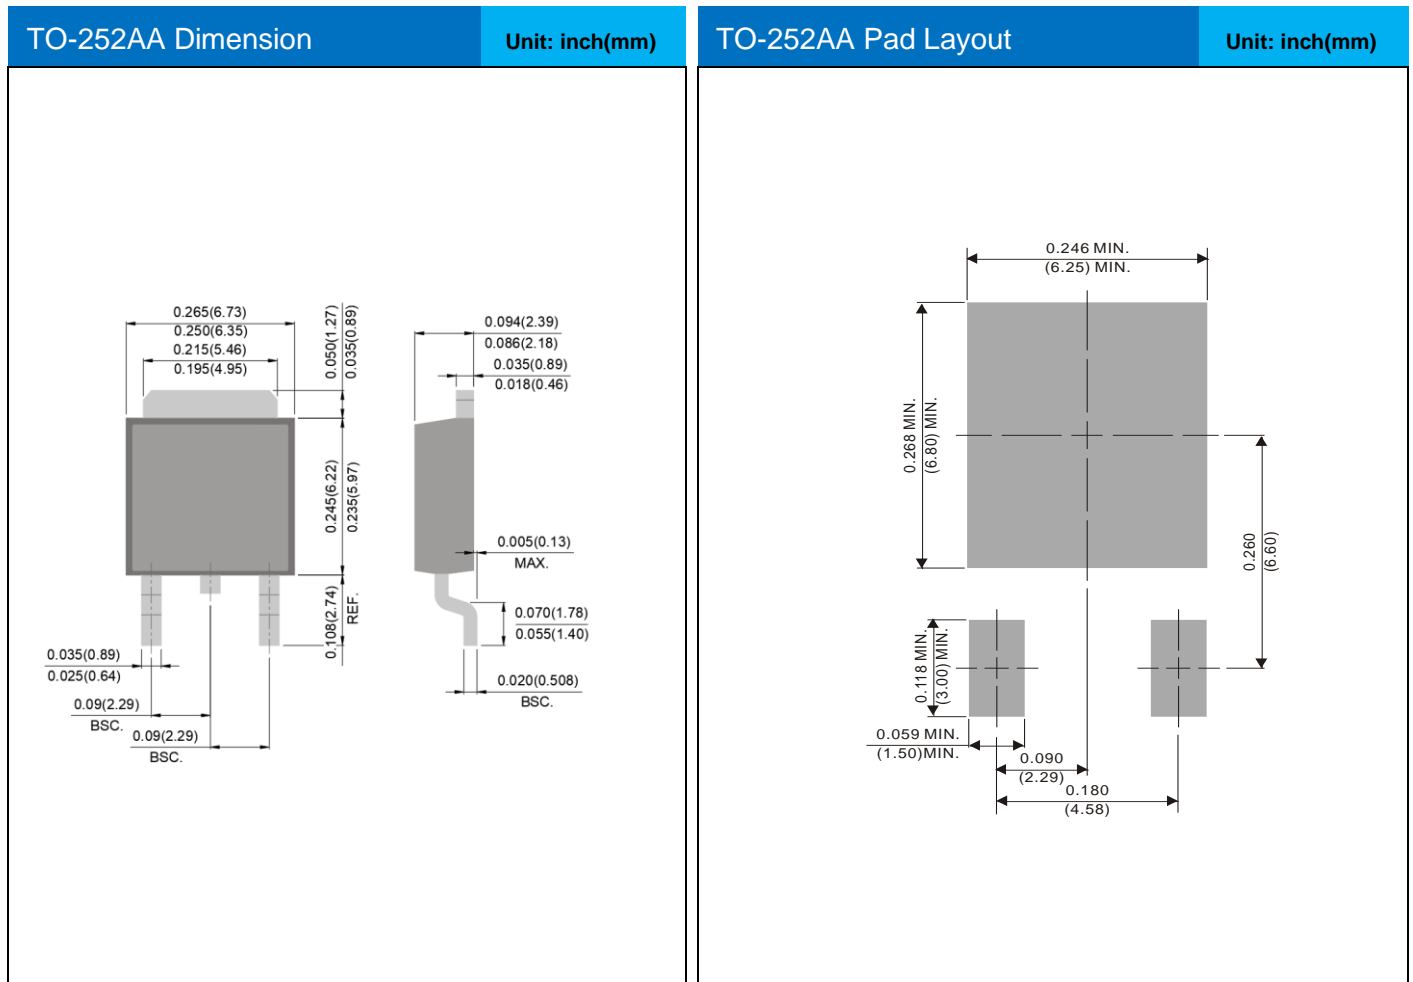 TO-252AA Dimension
Unit: inch(mm)
0.265(6.73)
0.250(6.35)
0.215(5.46)
0.195(4.95)
0.050(1.27)
0.035(0.89)
0.245(6.22)
0.235(5.97)
0.108(2.74)
REF.
0.035(0.89)
0.025(0.64)
0.09(2.29)
BSC.
0.09(2.29)
BSC.
0.094(2.39)
0.086(2.18)
0.035(0.89)
0.018(0.46)
0.005(0.13)
MAX.
0.070(1.78)
0.055(1.40)
0.020(0.508)
BSC.
TO-252AA Pad Layout
Unit: inch(mm)
0.246 MIN.
(6.25) MIN.
0.268 MIN.
(6.80) MIN.
0.260
(6.60)
0.118 MIN.
(3.00) MIN.
0.059 MIN.
(1.50)MIN.
0.090
(2.29)
0.180
(4.58)